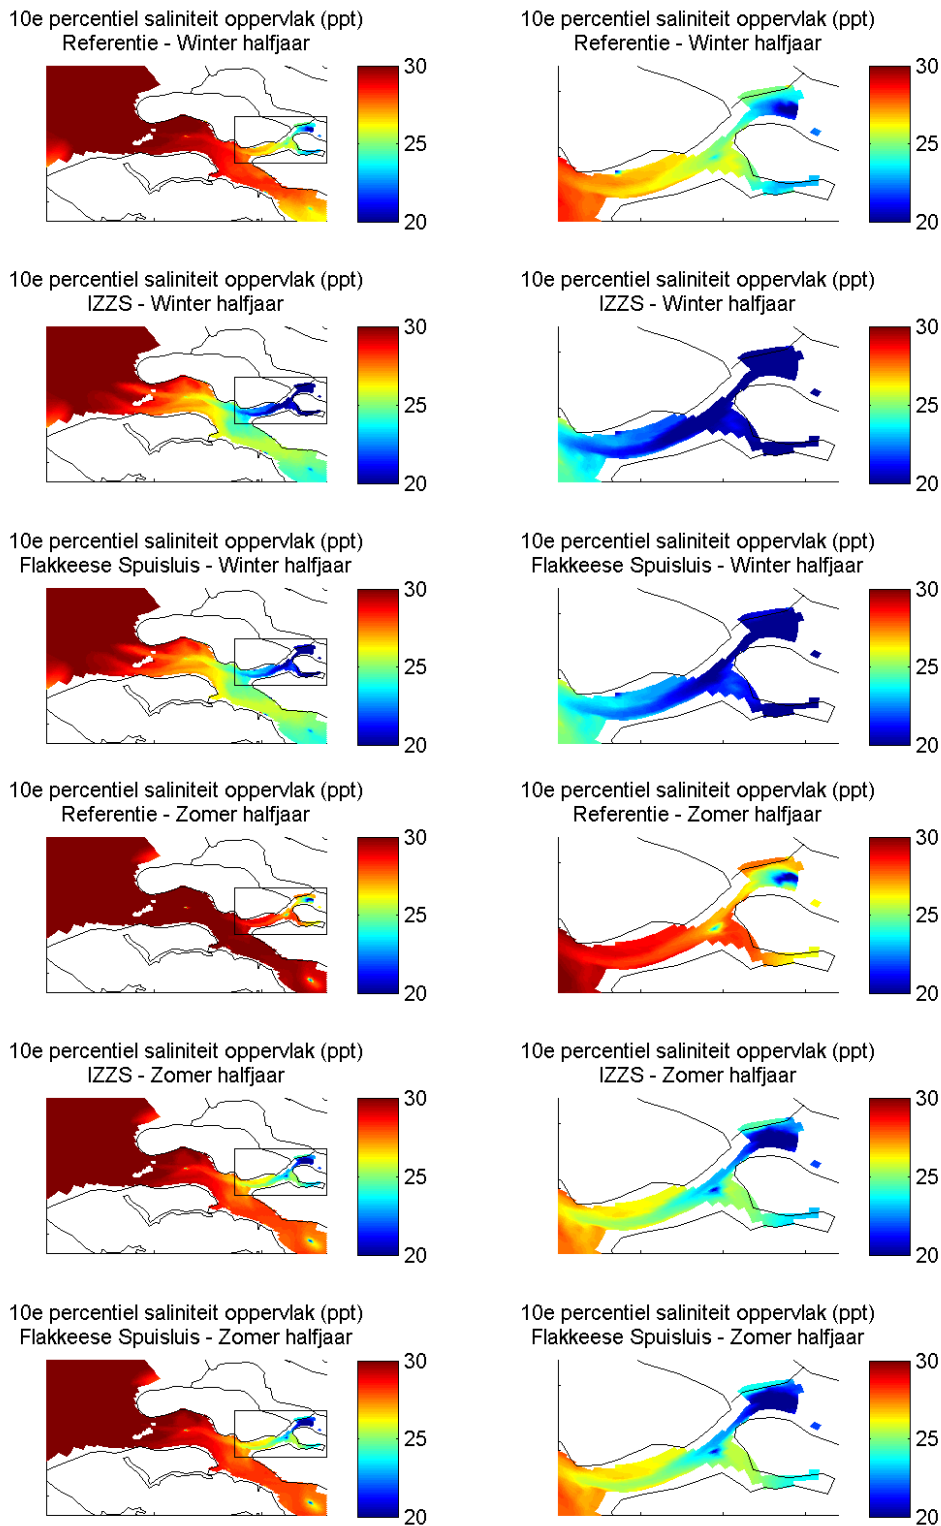 10e percentiel saliniteit oppervlak (ppt)
Referentie - Winter halfjaar
30
25
20
10e percentiel saliniteit oppervlak (ppt)
Referentie - Winter halfjaar
30
25
20
10e percentiel saliniteit oppervlak (ppt)
IZZS - Winter halfjaar
30
25
20
10e percentiel saliniteit oppervlak (ppt)
IZZS - Winter halfjaar
30
25
20
10e percentiel saliniteit oppervlak (ppt)
Flakkeese Spuisluis - Winter halfjaar
30
25
20
10e percentiel saliniteit oppervlak (ppt)
Flakkeese Spuisluis - Winter halfjaar
30
25
20
10e percentiel saliniteit oppervlak (ppt)
Referentie - Zomer halfjaar
30
25
20
10e percentiel saliniteit oppervlak (ppt)
Referentie - Zomer halfjaar
30
25
20
10e percentiel saliniteit oppervlak (ppt)
IZZS - Zomer halfjaar
30
25
20
10e percentiel saliniteit oppervlak (ppt)
IZZS - Zomer halfjaar
30
25
20
10e percentiel saliniteit oppervlak (ppt)
Flakkeese Spuisluis - Zomer halfjaar
30
25
20
10e percentiel saliniteit oppervlak (ppt)
Flakkeese Spuisluis - Zomer halfjaar
30
25
20